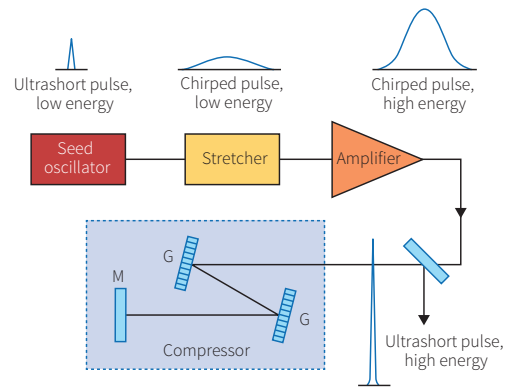 Ultrashort pulse,
low energy
Chirped pulse,
low energy
Chirped pulse,
high energy
Seed
oscillator
Stretcher
Amplifier
G
M
G
Compressor
Ultrashort pulse,
high energy